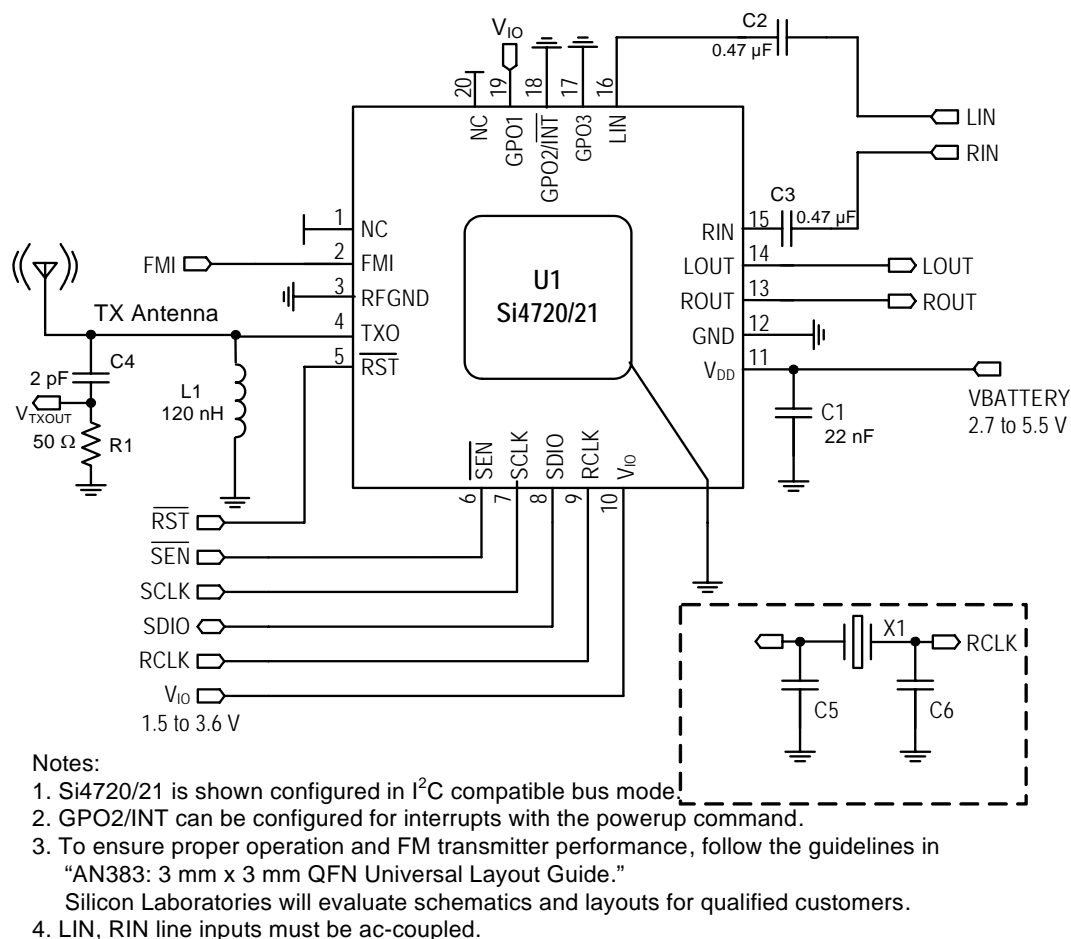 C2
0.47 µF
V_IO
20
19
18
17
16
NC
GPO1
GPO2/INT
GPO3
LIN
LIN
RIN
C3
0.47 µF
1
NC
2
FMI
3
RFGND
4
TXO
5
RST
FMI
TX Antenna
C4
2 pF
V_TXOUT
50 Ω
R1
L1
120 nH
U1
Si4720/21
RIN
15
LOUT
14
ROUT
13
GND
12
V_DD
11
LOUT
ROUT
VBATTERY
2.7 to 5.5 V
C1
22 nF
SEN
SCLK
SDIO
RCLK
V_IO
6
7
8
9
10
RST
SEN
SCLK
SDIO
RCLK
V_IO
1.5 to 3.6 V
X1
RCLK
C5
C6
Notes:
1. Si4720/21 is shown configured in I²C compatible bus mode.
2. GPO2/INT can be configured for interrupts with the powerup command.
3. To ensure proper operation and FM transmitter performance, follow the guidelines in
“AN383: 3 mm x 3 mm QFN Universal Layout Guide.”
Silicon Laboratories will evaluate schematics and layouts for qualified customers.
4. LIN, RIN line inputs must be ac-coupled.